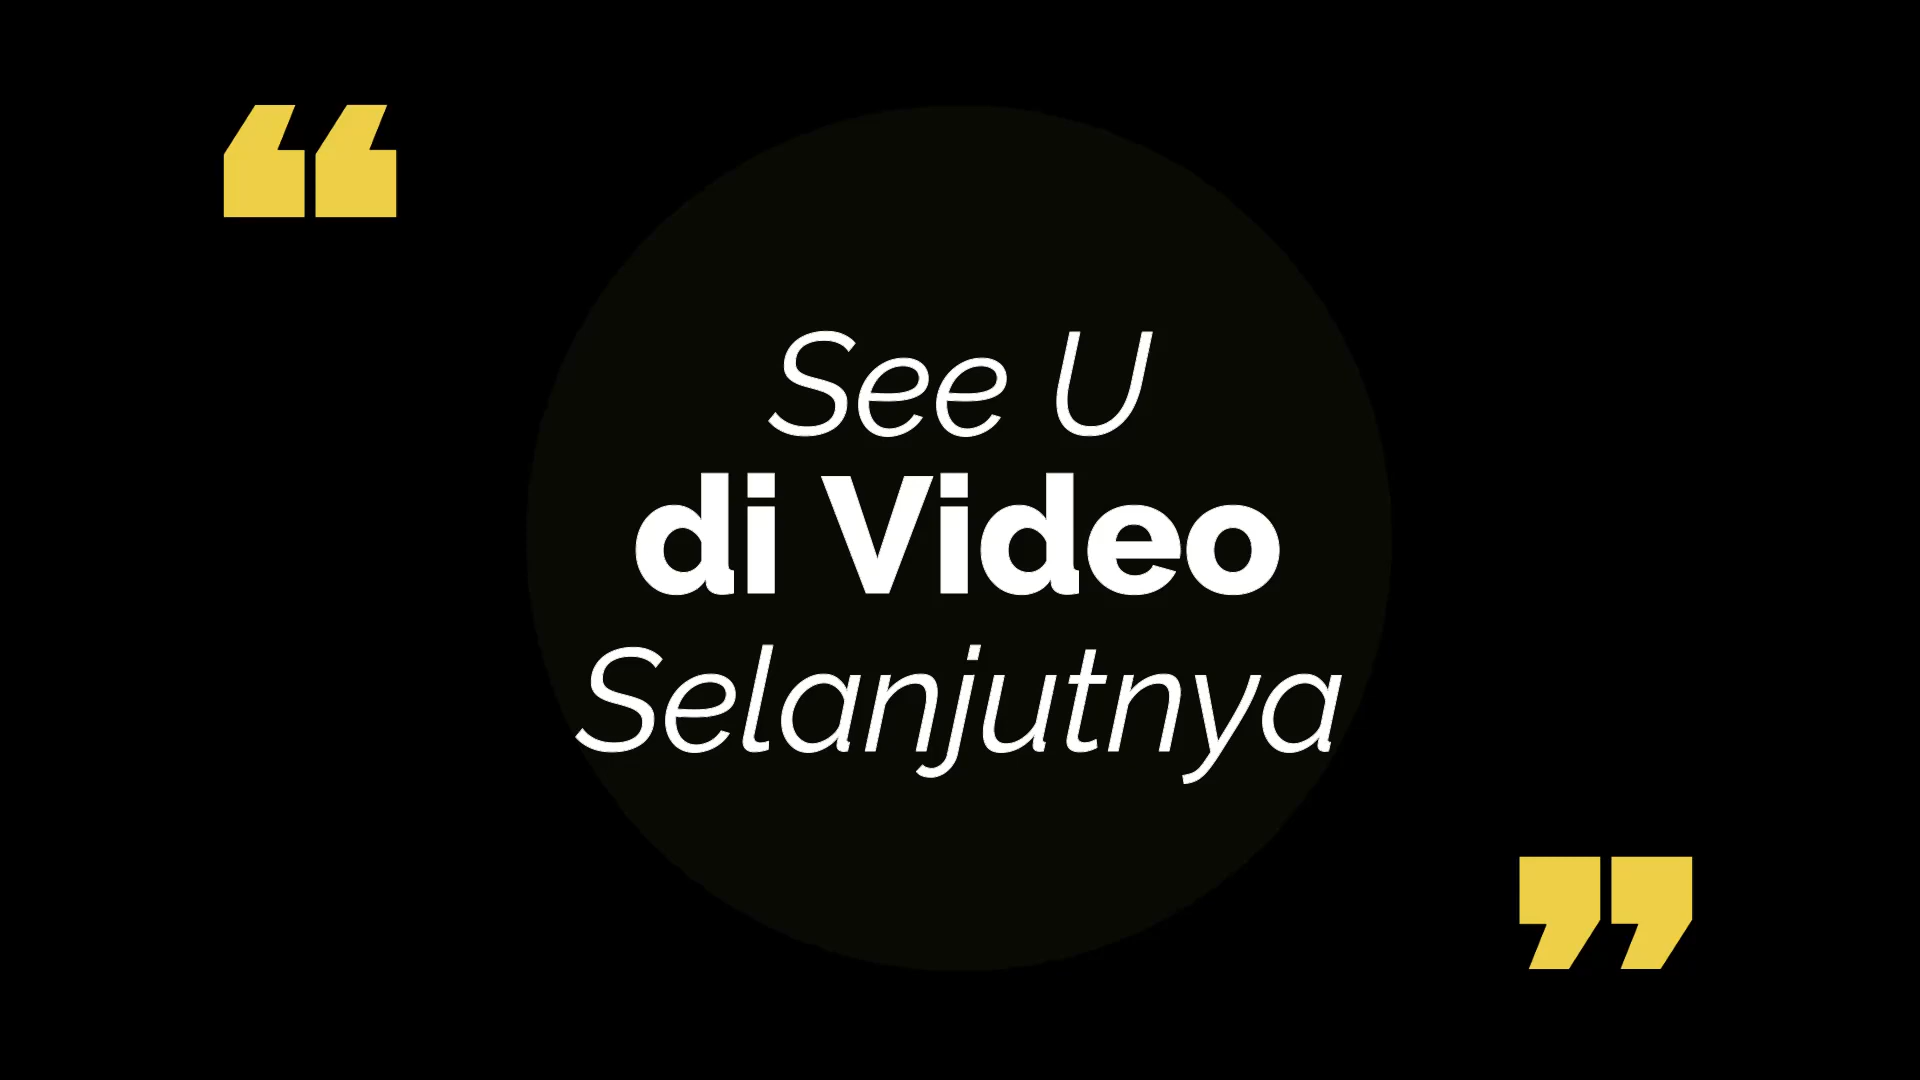 “
See U
di Video
Selanjutnya
”